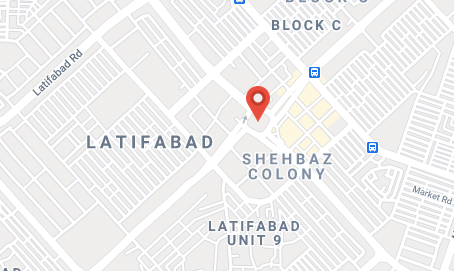 BLOCK C
Latifabad Rd
LATIFABAD
SHEHBAZ
COLONY
Market Rd
LATIFABAD
UNIT 9